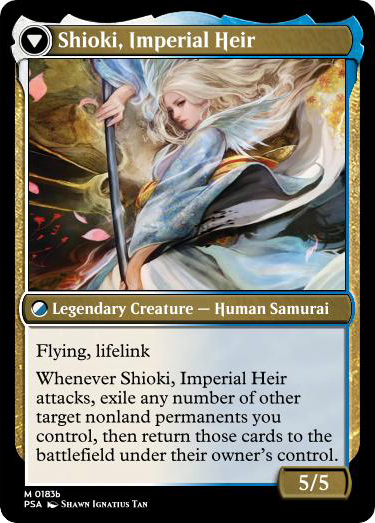 Shioki, Imperial Heir
Legendary Creature — Human Samurai
Flying, lifelink
Whenever Shioki, Imperial Heir
attacks, exile any number of other
target nonland permanents you
control, then return those cards to the
battlefield under their owner's control.
5/5
M 0183b
PSA Shawn Ignatius Tan